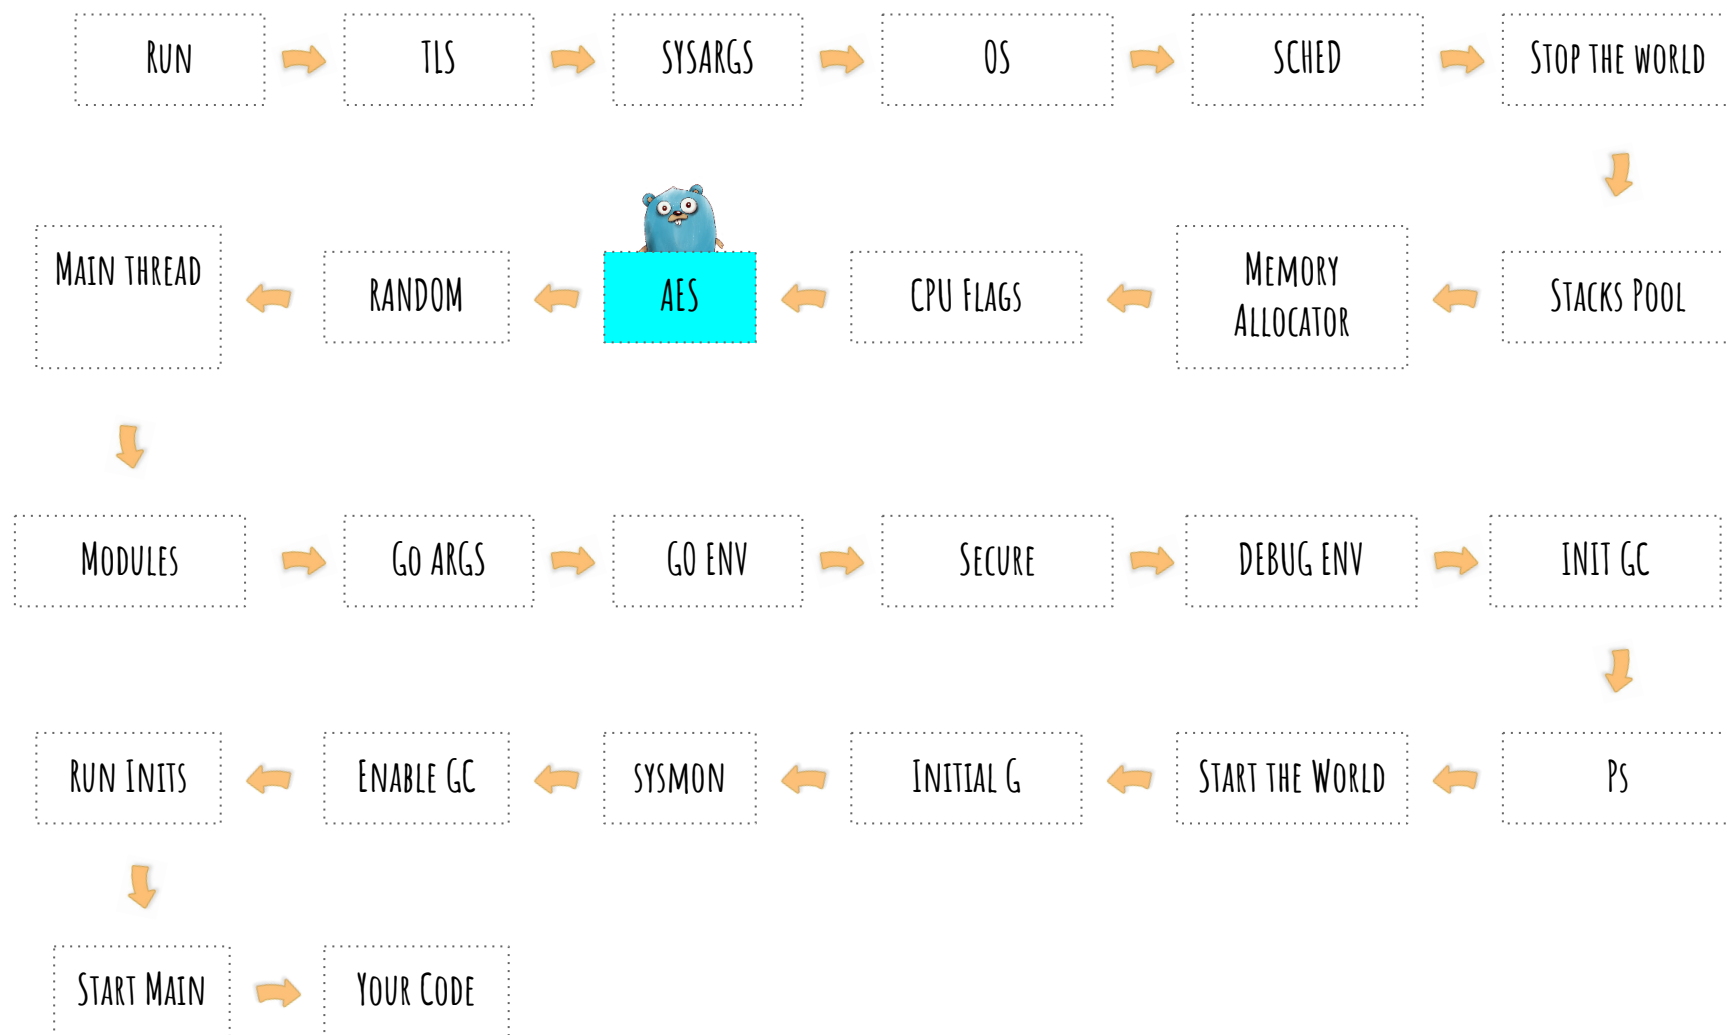 Run
TLS
SYSARGS
OS
SCHED
Stop the world
Main thread
RANDOM
AES
CPU Flags
Memory
Allocator
Stacks Pool
Modules
Go ARGS
GO ENV
Secure
DEBUG ENV
INIT GC
Run Inits
Enable GC
sysmon
Initial G
Start the World
Ps
Start Main
Your Code